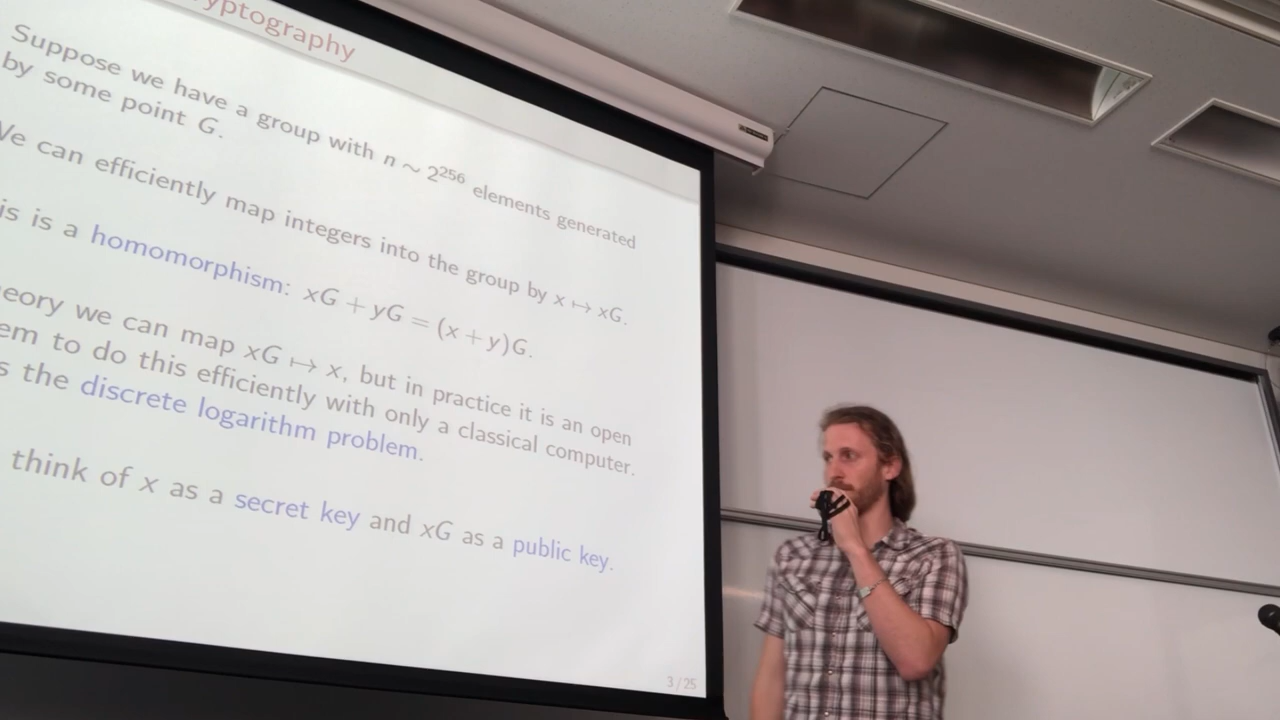 yptography
Suppose we have a group with n ∼ 2²⁵⁶ elements generated
by some point G.
We can efficiently map integers into the group by x ↦ xG.
is is a homomorphism: xG + yG = (x + y)G.
eory we can map xG ↦ x, but in practice it is an open
em to do this efficiently with only a classical computer.
s the discrete logarithm problem.
think of x as a secret key and xG as a public key.
3 / 25